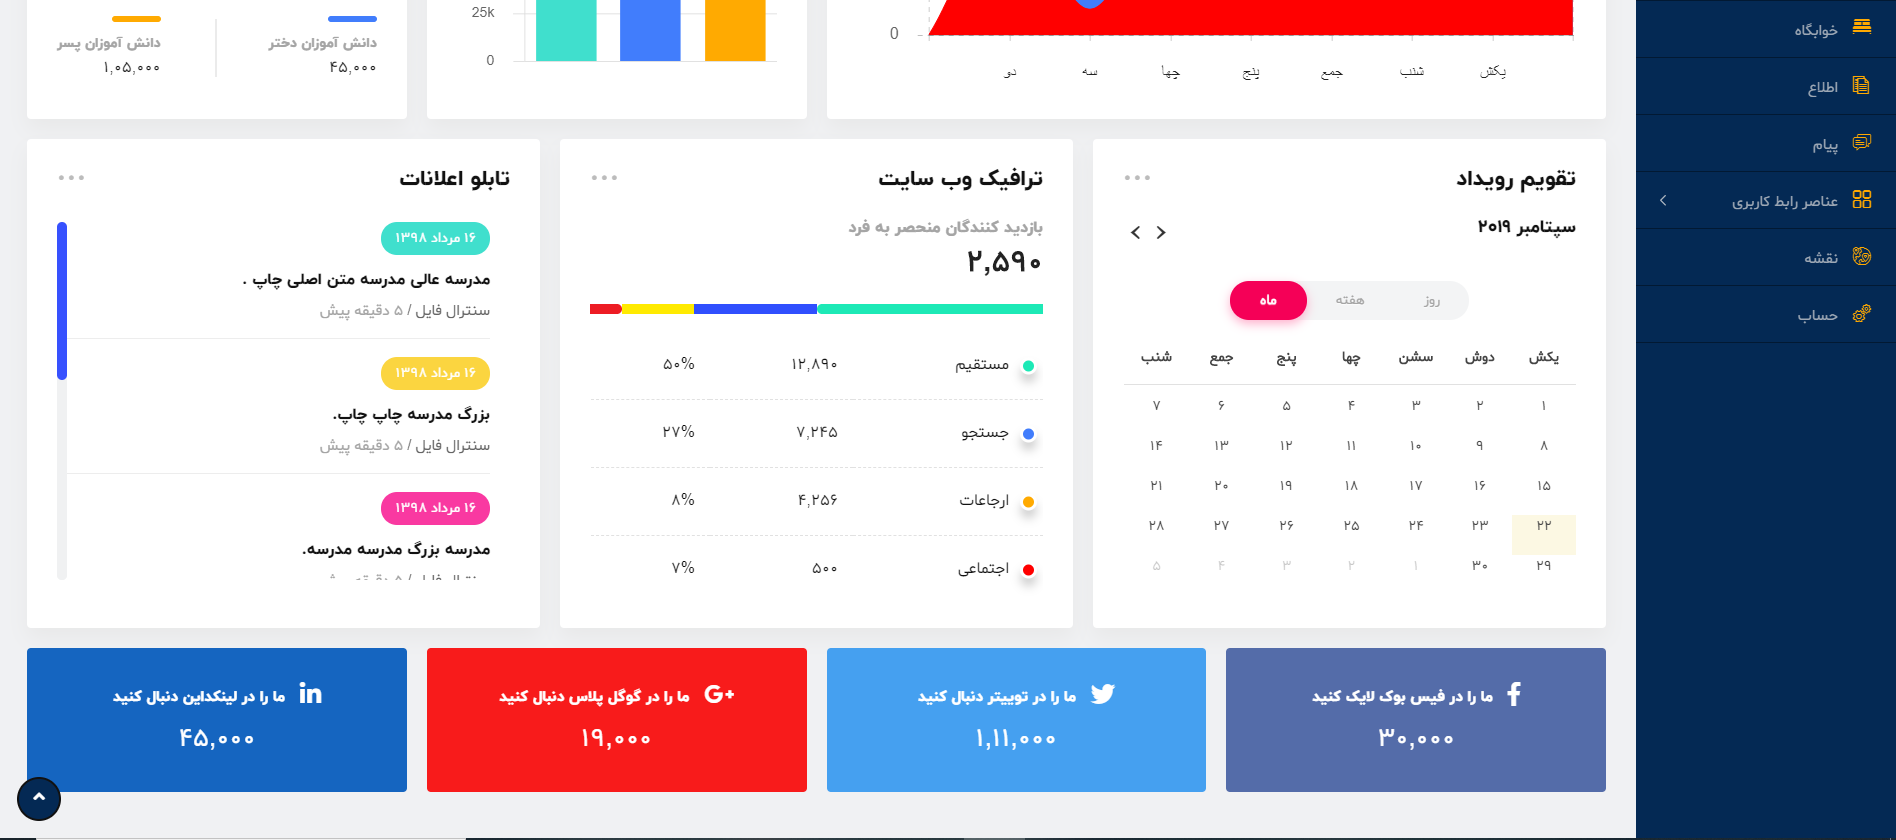 خوابگاه
اطلاع
پیام
عناصر رابط کاربری
نقشه
حساب
0
یکش شنب جمع پنج چها سه دو
25k
0
دانش آموزان دختر
۴۵,۰۰۰
دانش آموزان پسر
۱,۰۵,۰۰۰
تقویم رویداد
سپتامبر ۲۰۱۹
روز هفته ماه
یکش دوش سشن چها پنج جمع شنب
۱ ۲ ۳ ۴ ۵ ۶ ۷
۸ ۹ ۱۰ ۱۱ ۱۲ ۱۳ ۱۴
۱۵ ۱۶ ۱۷ ۱۸ ۱۹ ۲۰ ۲۱
۲۲ ۲۳ ۲۴ ۲۵ ۲۶ ۲۷ ۲۸
۲۹ ۳۰ ۱ ۲ ۳ ۴ ۵
ترافیک وب سایت
بازدید کنندگان منحصر به فرد
۲,۵۹۰
مستقیم ۱۲,۸۹۰ ۵۰%
جستجو ۷,۲۴۵ ۲۷%
ارجاعات ۴,۲۵۶ ۸%
اجتماعی ۵۰۰ ۷%
تابلو اعلانات
۱۶ مرداد ۱۳۹۸
مدرسه عالی مدرسه متن اصلی چاپ .
سنترال فایل / ۵ دقیقه پیش
۱۶ مرداد ۱۳۹۸
بزرگ مدرسه چاپ چاپ.
سنترال فایل / ۵ دقیقه پیش
۱۶ مرداد ۱۳۹۸
مدرسه بزرگ مدرسه مدرسه.
سنترال فایل / ۵ دقیقه پیش
ما را در فیس بوک لایک کنید
۳۰,۰۰۰
ما را در توییتر دنبال کنید
۱,۱۱,۰۰۰
G+ ما را در گوگل پلاس دنبال کنید
۱۹,۰۰۰
in ما را در لینکداین دنبال کنید
۴۵,۰۰۰